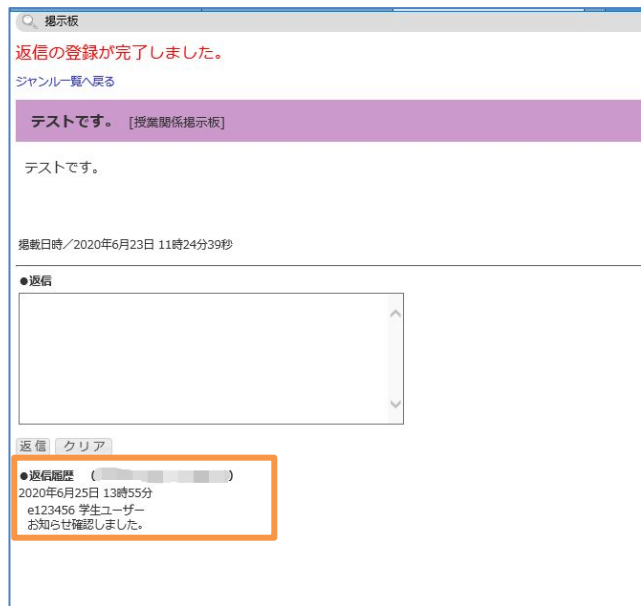 掲示板
返信の登録が完了しました。
ジャンル一覧へ戻る
テストです。 [授業関係掲示板]
テストです。
掲載日時／2020年6月23日 11時24分39秒
●返信
返信 クリア
●返信履歴 ( )
2020年6月25日 13時55分
e123456 学生ユーザー
お知らせ確認しました。